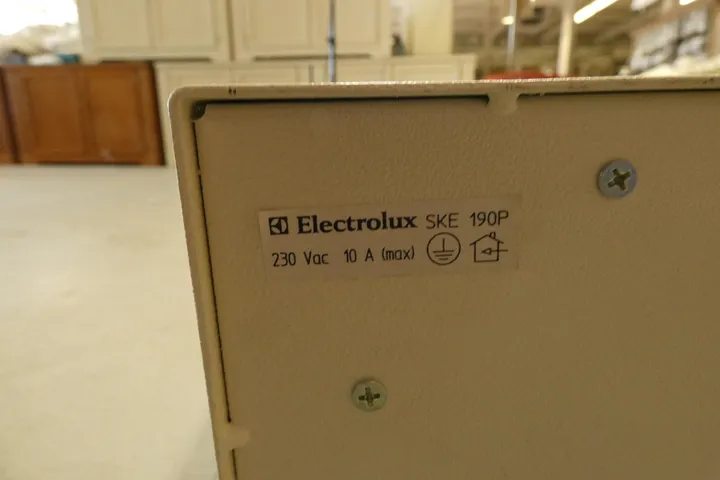 Electrolux SKE 190P
230 Vac 10 A (max)